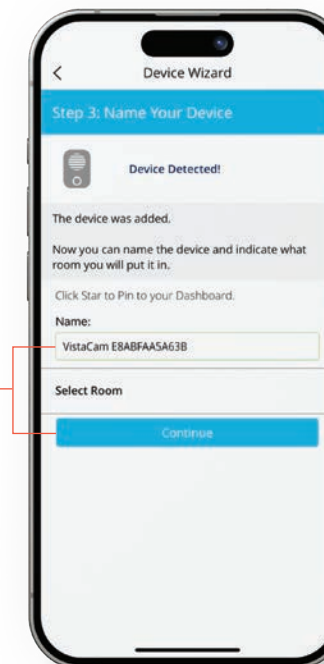 Device Wizard
Step 3: Name Your Device
Device Detected!
The device was added.
Now you can name the device and indicate what
room you will put it in.
Click Star to Pin to your Dashboard.
Name:
VistaCam E8ABFAA5A63B
Select Room
Continue